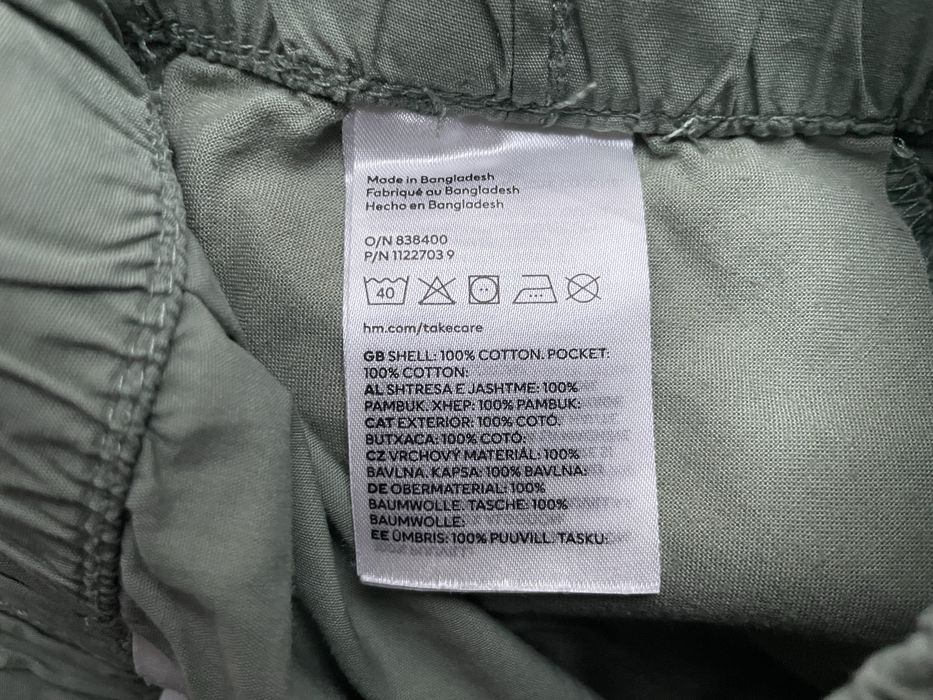 Made in Bangladesh
Fabriqué au Bangladesh
Hecho en Bangladesh
O/N 838400
P/N 1122703 9
40
hm.com/takecare
GB SHELL: 100% COTTON. POCKET:
100% COTTON:
AL SHTRESA E JASHTME: 100%
PAMBUK. XHEP: 100% PAMBUK:
CAT EXTERIOR: 100% COTÓ.
BUTXACA: 100% COTÓ:
CZ VRCHOVÝ MATERIÁL: 100%
BAVLNA. KAPSA: 100% BAVLNA:
DE OBERMATERIAL: 100%
BAUMWOLLE. TASCHE: 100%
BAUMWOLLE:
EE ÜMBRIS: 100% PUUVILL. TASKU: